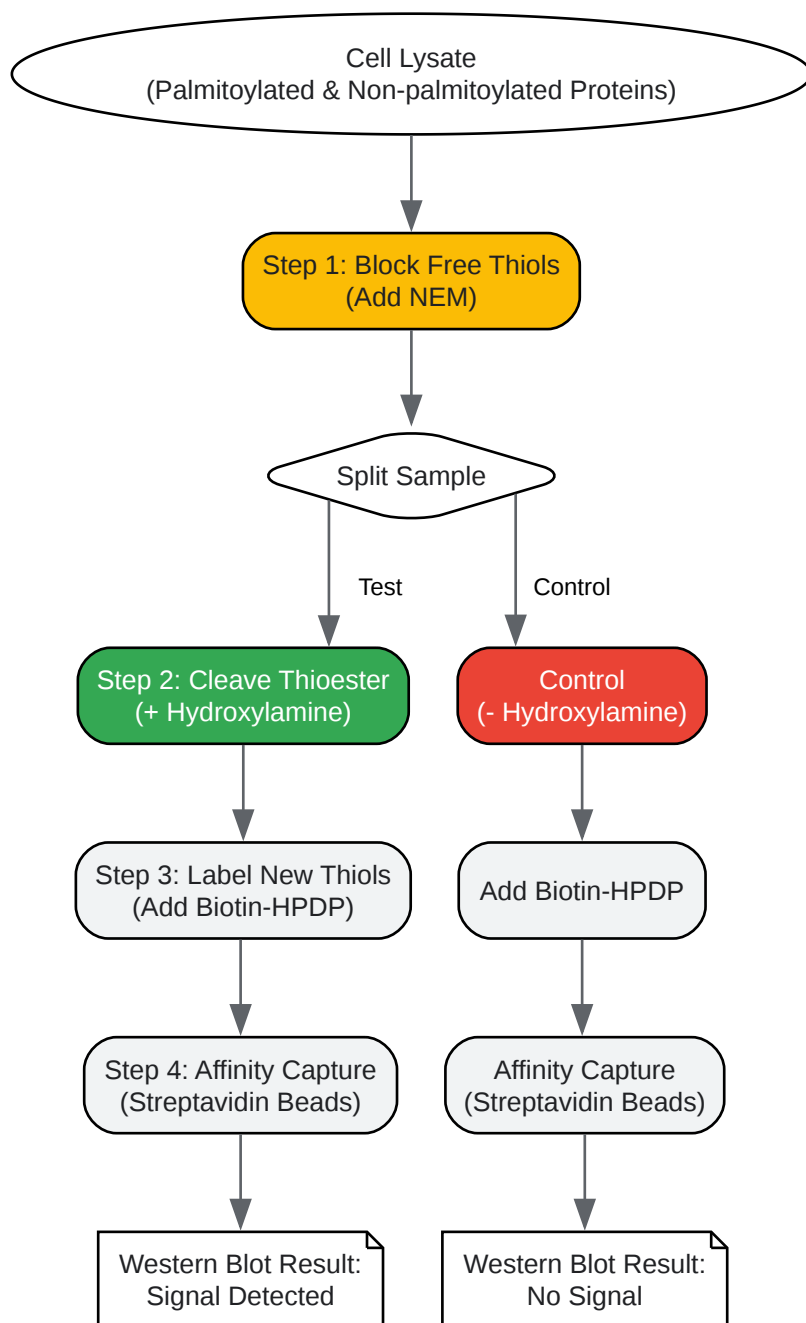 Cell Lysate
(Palmitoylated & Non-palmitoylated Proteins)
Step 1: Block Free Thiols
(Add NEM)
Split Sample
Test
Control
Step 2: Cleave Thioester
(+ Hydroxylamine)
Control
(- Hydroxylamine)
Step 3: Label New Thiols
(Add Biotin-HPDP)
Add Biotin-HPDP
Step 4: Affinity Capture
(Streptavidin Beads)
Affinity Capture
(Streptavidin Beads)
Western Blot Result:
Signal Detected
Western Blot Result:
No Signal